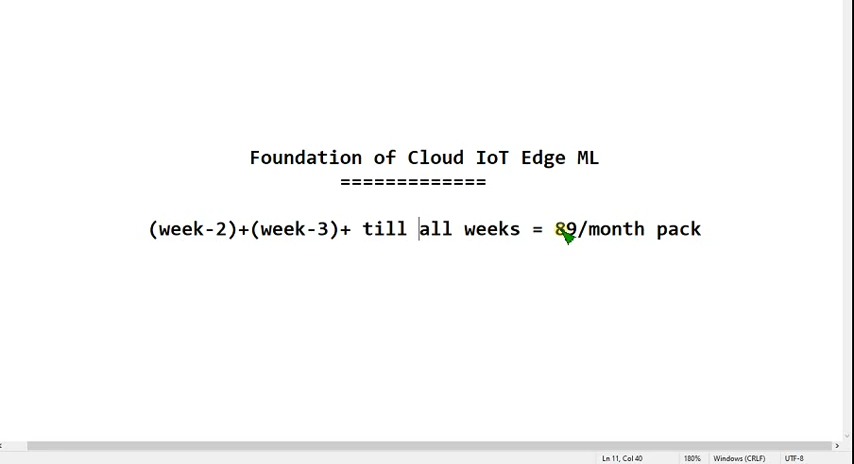 Foundation of Cloud IoT Edge ML
=============
(week-2)+(week-3)+ till all weeks = 89/month pack
Ln 11, Col 40 180% Windows (CRLF) UTF-8